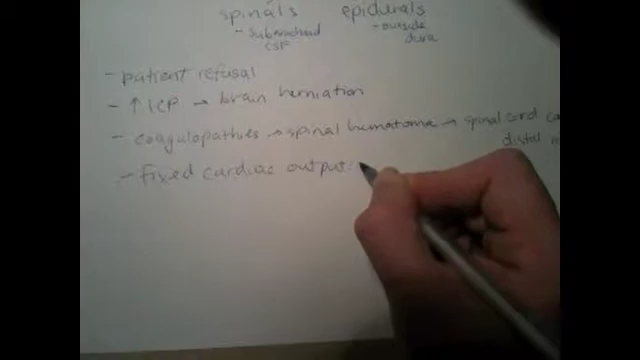 spinals epidurals
- subarachnoid - outside
CSF dura
- patient refusal
- ↑ ICP → brain herniation
- coagulopathies → spinal hematoma → spinal cord
distal
- fixed cardiac output: